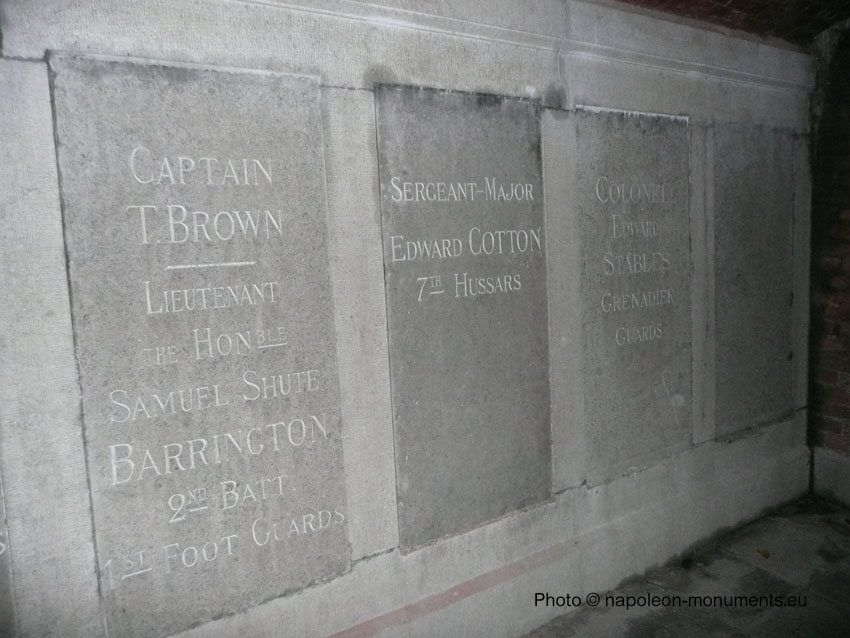 CAPTAIN
T. BROWN
LIEUTENANT
THE HONBLE
SAMUEL SHUTE
BARRINGTON
2ND BATT.
1ST FOOT GUARDS
SERGEANT-MAJOR
EDWARD COTTON
7TH HUSSARS
COLONEL
EDWARD
STABLES
GRENADIER
GUARDS
Photo © napoleon-monuments.eu